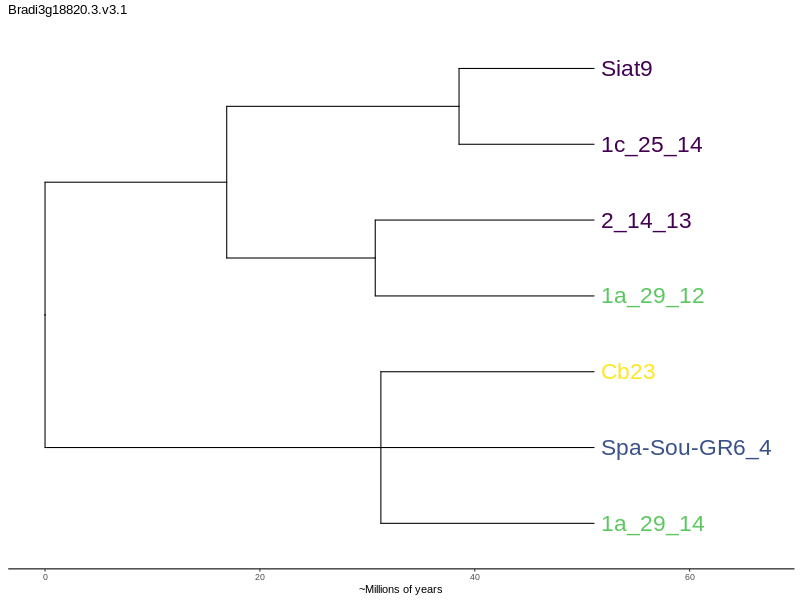 Bradi3g18820.3.v3.1
Siat9
1c_25_14
2_14_13
1a_29_12
Cb23
Spa-Sou-GR6_4
1a_29_14
0 20 40 60
~Millions of years